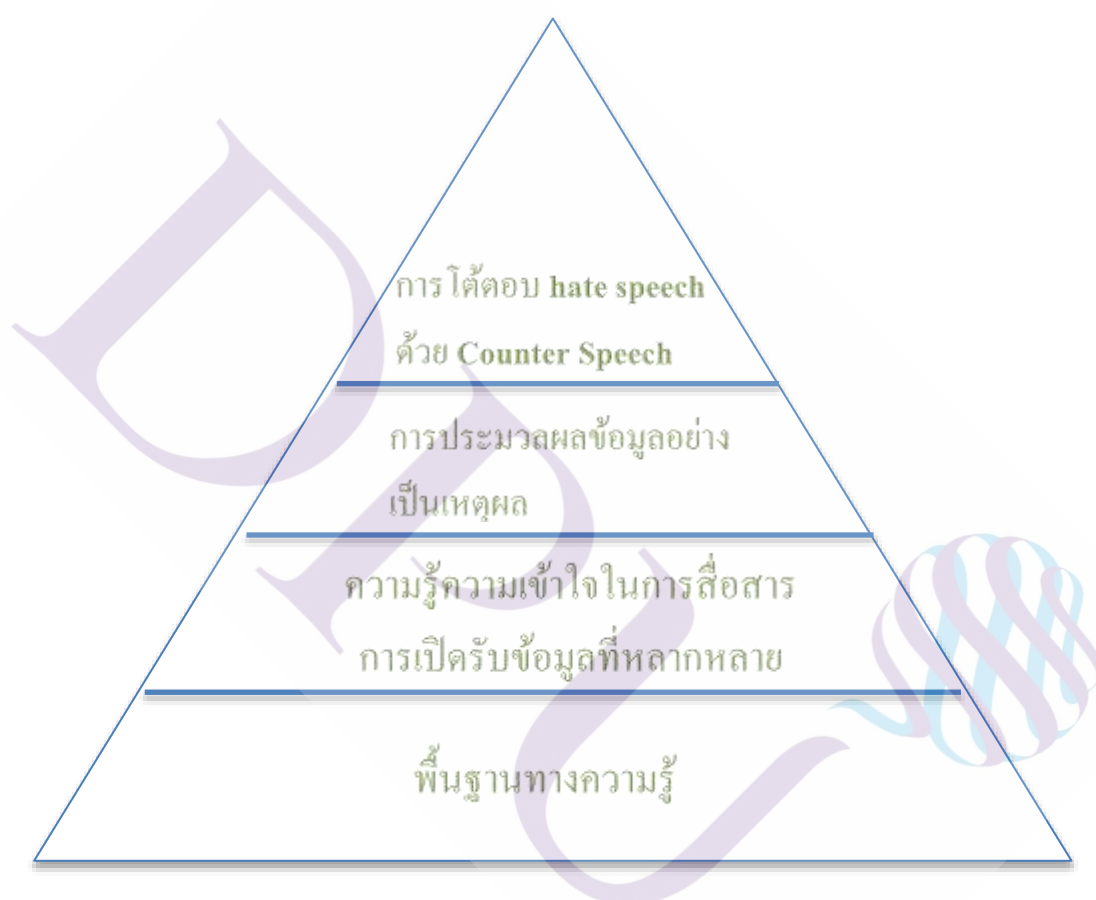 การโต้ตอบ hate speech
ด้วย Counter Speech
การประมวลผลข้อมูลอย่าง
เป็นเหตุผล
ความรู้ความเข้าใจในการสื่อสาร
การเปิดรับข้อมูลที่หลากหลาย
พื้นฐานทางความรู้
DPU